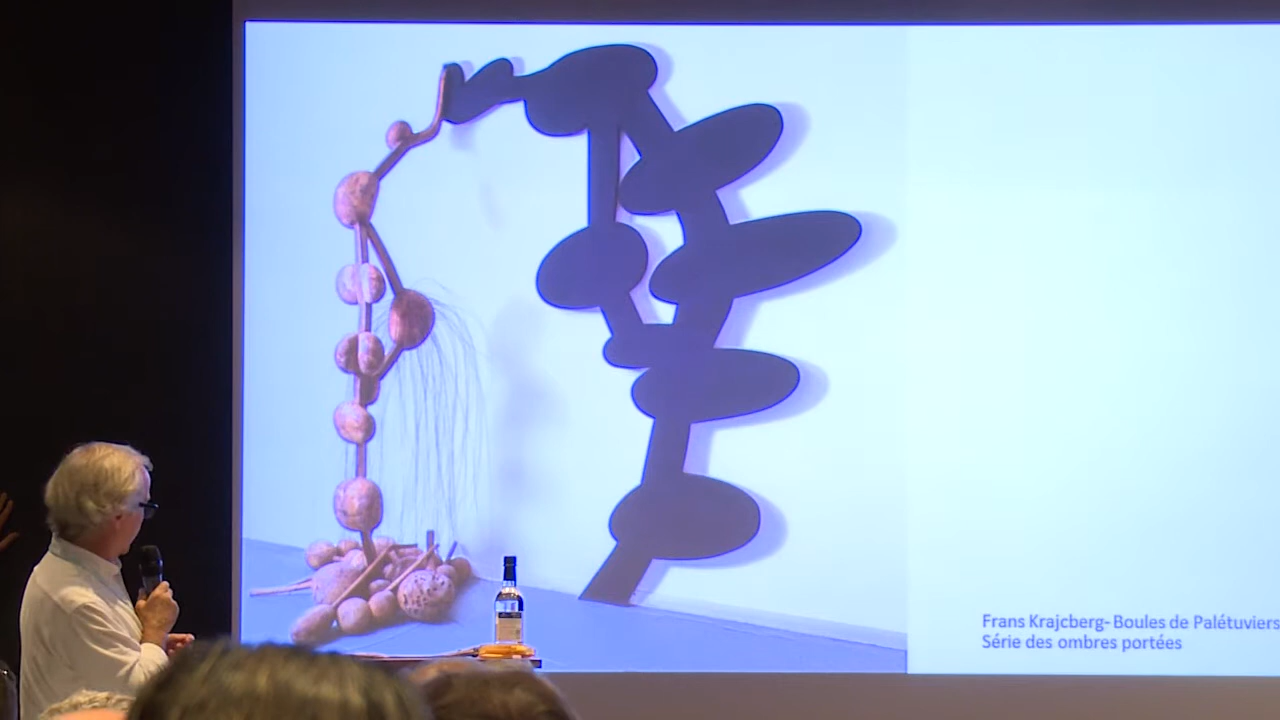 Frans Krajcberg- Boules de Palétuviers
Série des ombres portées